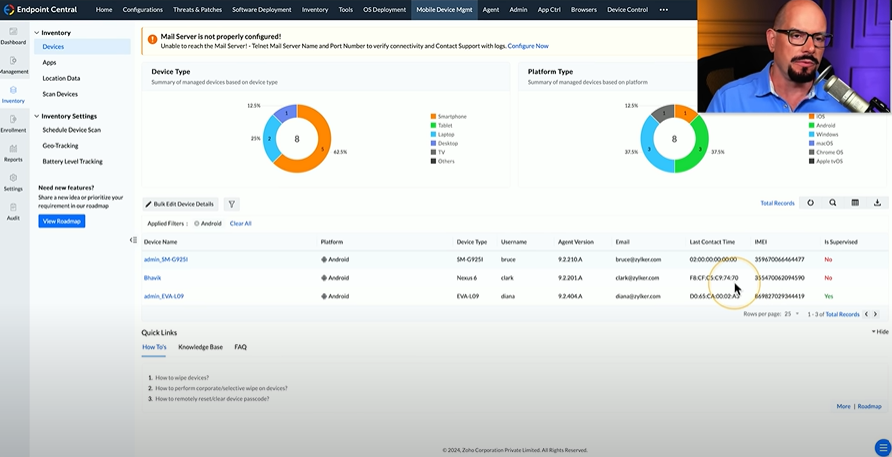 Endpoint Central
Home Configurations Threats & Patches Software Deployment Inventory Tools OS Deployment Mobile Device Mgmt Agent Admin App Ctrl Browsers Device Control
Dashboard
Management
Inventory
Enrollment
Reports
Settings
Audit
Inventory
Devices
Apps
Location Data
Scan Devices
Inventory Settings
Schedule Device Scan
Geo-Tracking
Battery Level Tracking
Need new features?
Share a new idea or prioritize your
requirement in our roadmap
View Roadmap
Mail Server is not properly configured!
Unable to reach the Mail Server! - Telnet Mail Server Name and Port Number to verify connectivity and Contact Support with logs. Configure Now
Device Type
Summary of managed devices based on device type
12.5%
1
25% 2 8 5 62.5%
Smartphone
Tablet
Laptop
Desktop
TV
Others
Platform Type
Summary of managed devices based on platform
12.5%
1 1
37.5% 3 8 3 37.5%
iOS
Android
Windows
macOS
Chrome OS
Apple tvOS
Bulk Edit Device Details
Total Records
Applied Filters : Android Clear All
Device Name Platform Device Type Username Agent Version Email Last Contact Time IMEI Is Supervised
admin_SM-G925I Android SM-G925I bruce 9.2.210.A bruce@zylker.com 02:00:00:00:00:00 359670066464477 No
Bhavik Android Nexus 6 clark 9.2.201.A clark@zylker.com F8:CF:C5:C9:74:70 355470062094590 No
admin_EVA-L09 Android EVA-L09 diana 9.2.404.A diana@zylker.com D0:65:CA:00:02:A5 869827029344419 Yes
Rows per page: 25 1 - 3 of Total Records
Quick Links
Hide
How To's Knowledge Base FAQ
1. How to wipe devices?
2. How to perform corporate/selective wipe on devices?
3. How to remotely reset/clear device passcode?
More | Roadmap
© 2024, Zoho Corporation Private Limited. All Rights Reserved.